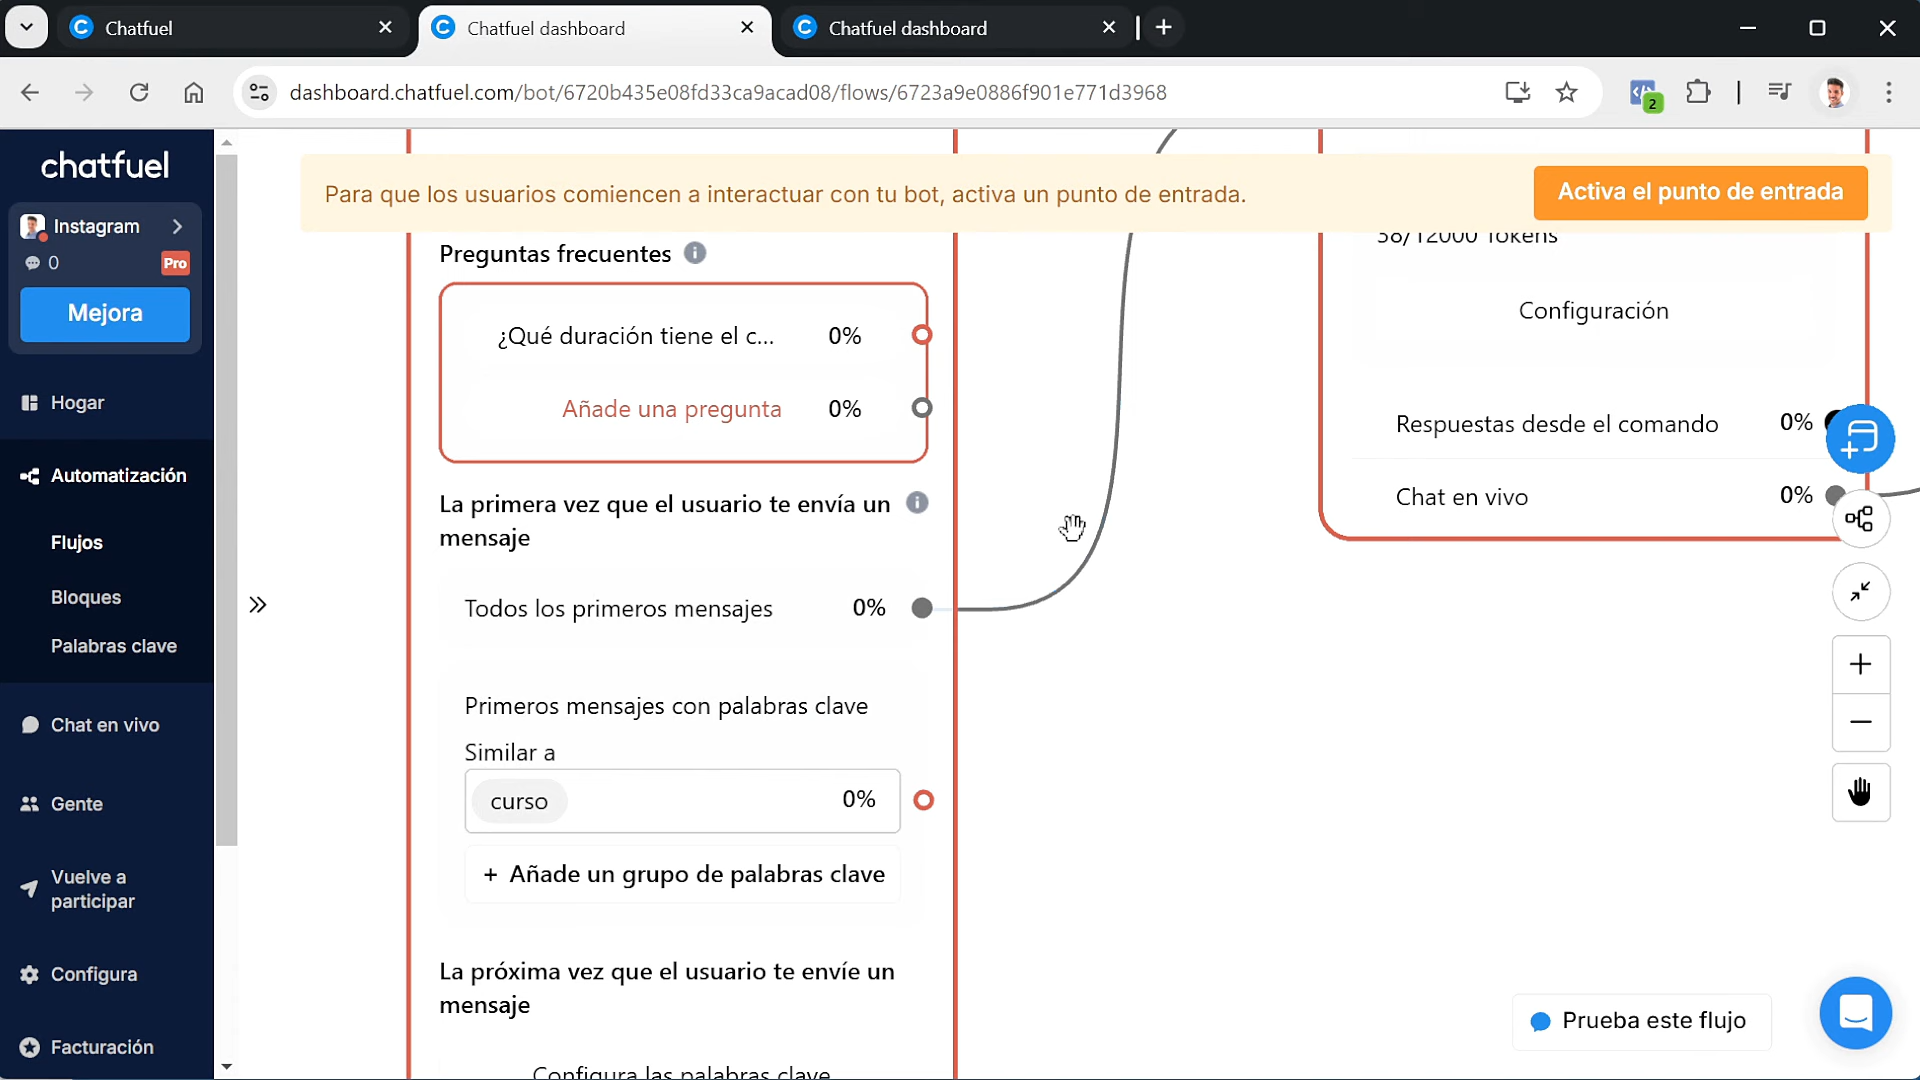 Chatfuel
Chatfuel dashboard
Chatfuel dashboard
dashboard.chatfuel.com/bot/6720b435e08fd33ca9acad08/flows/6723a9e0886f901e771d3968
2
chatfuel
Instagram
0
Pro
Mejora
Hogar
Automatización
Flujos
Bloques
Palabras clave
Chat en vivo
Gente
Vuelve a
participar
Configura
Facturación
Para que los usuarios comiencen a interactuar con tu bot, activa un punto de entrada.
Activa el punto de entrada
Preguntas frecuentes
¿Qué duración tiene el c... 0%
Añade una pregunta 0%
La primera vez que el usuario te envía un
mensaje
Todos los primeros mensajes 0%
Primeros mensajes con palabras clave
Similar a
curso 0%
+ Añade un grupo de palabras clave
La próxima vez que el usuario te envíe un
mensaje
Configura las palabras clave
38/12000 Tokens
Configuración
Respuestas desde el comando 0%
Chat en vivo 0%
Prueba este flujo